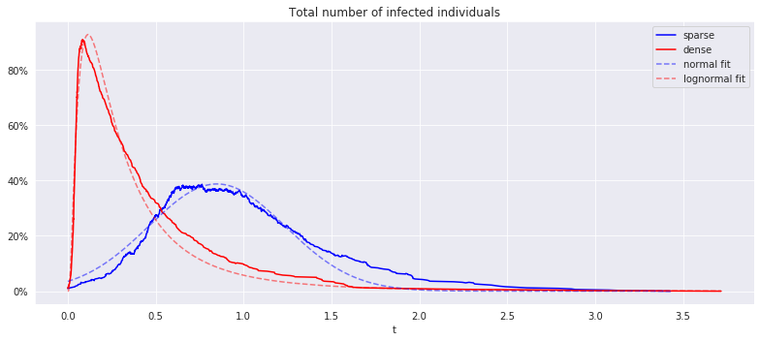 Total number of infected individuals
sparse
dense
normal fit
lognormal fit
80%
60%
40%
20%
0%
0.0 0.5 1.0 1.5 2.0 2.5 3.0 3.5
t